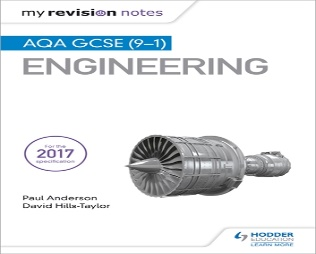 my revision notes
AQA GCSE (9–1)
ENGINEERING
For the
2017
specification
Paul Anderson
David Hills-Taylor
HODDER
EDUCATION
LEARN MORE